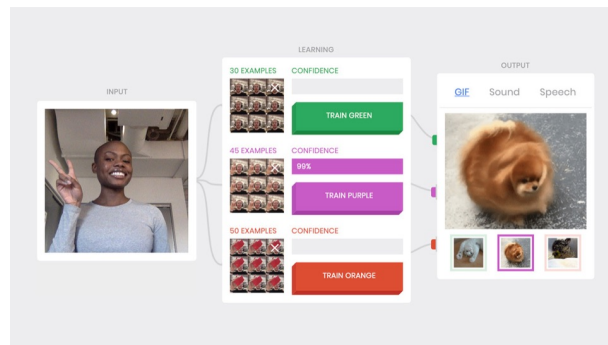 LEARNING
INPUT
OUTPUT
30 EXAMPLES CONFIDENCE
TRAIN GREEN
45 EXAMPLES CONFIDENCE
99%
TRAIN PURPLE
50 EXAMPLES CONFIDENCE
TRAIN ORANGE
GIF Sound Speech